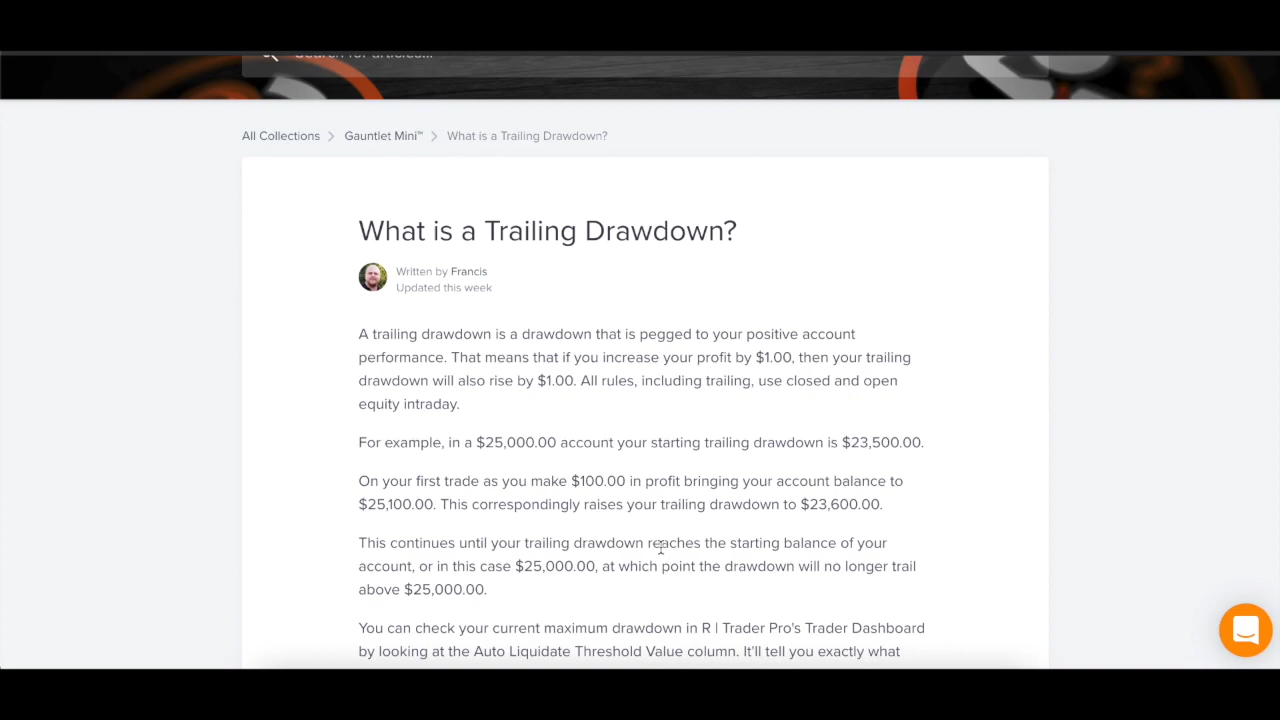 Search for articles...
All Collections > Gauntlet Mini™ > What is a Trailing Drawdown?
What is a Trailing Drawdown?
Written by Francis
Updated this week
A trailing drawdown is a drawdown that is pegged to your positive account
performance. That means that if you increase your profit by $1.00, then your trailing
drawdown will also rise by $1.00. All rules, including trailing, use closed and open
equity intraday.
For example, in a $25,000.00 account your starting trailing drawdown is $23,500.00.
On your first trade as you make $100.00 in profit bringing your account balance to
$25,100.00. This correspondingly raises your trailing drawdown to $23,600.00.
This continues until your trailing drawdown reaches the starting balance of your
account, or in this case $25,000.00, at which point the drawdown will no longer trail
above $25,000.00.
You can check your current maximum drawdown in R | Trader Pro's Trader Dashboard
by looking at the Auto Liquidate Threshold Value column. It'll tell you exactly what